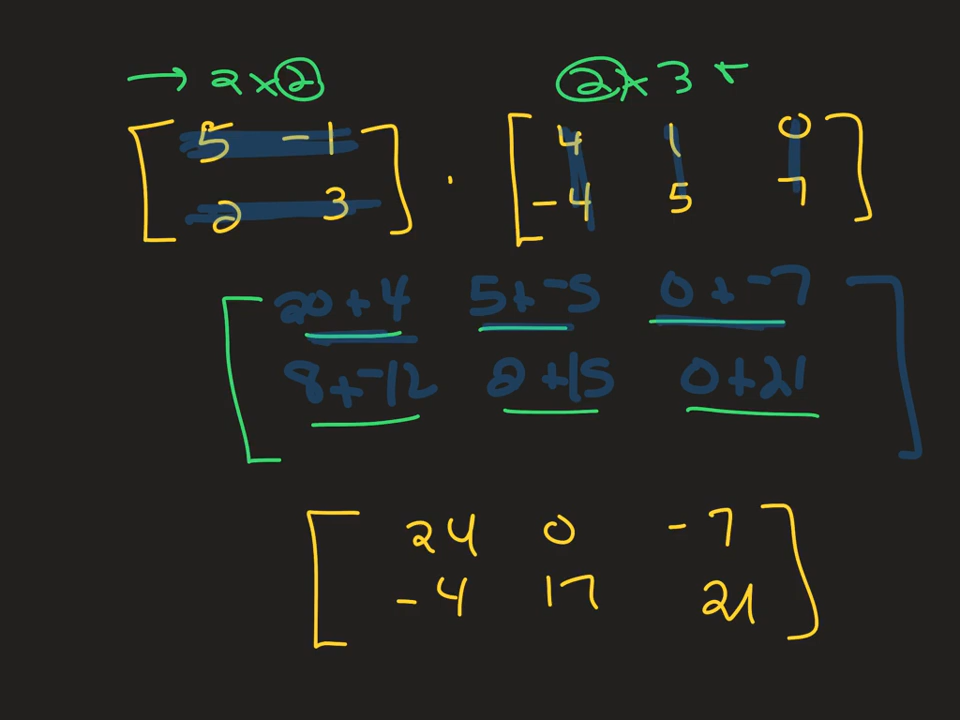 → 2×2 2×3 ←
[ 5 -1 ] · [ 4 1 0 ]
[ 2 3 ] [ -4 5 7 ]
[ 20+4 5+-5 0+-7 ]
[ 8+-12 2+15 0+21 ]
[ 24 0 -7 ]
[ -4 17 21 ]